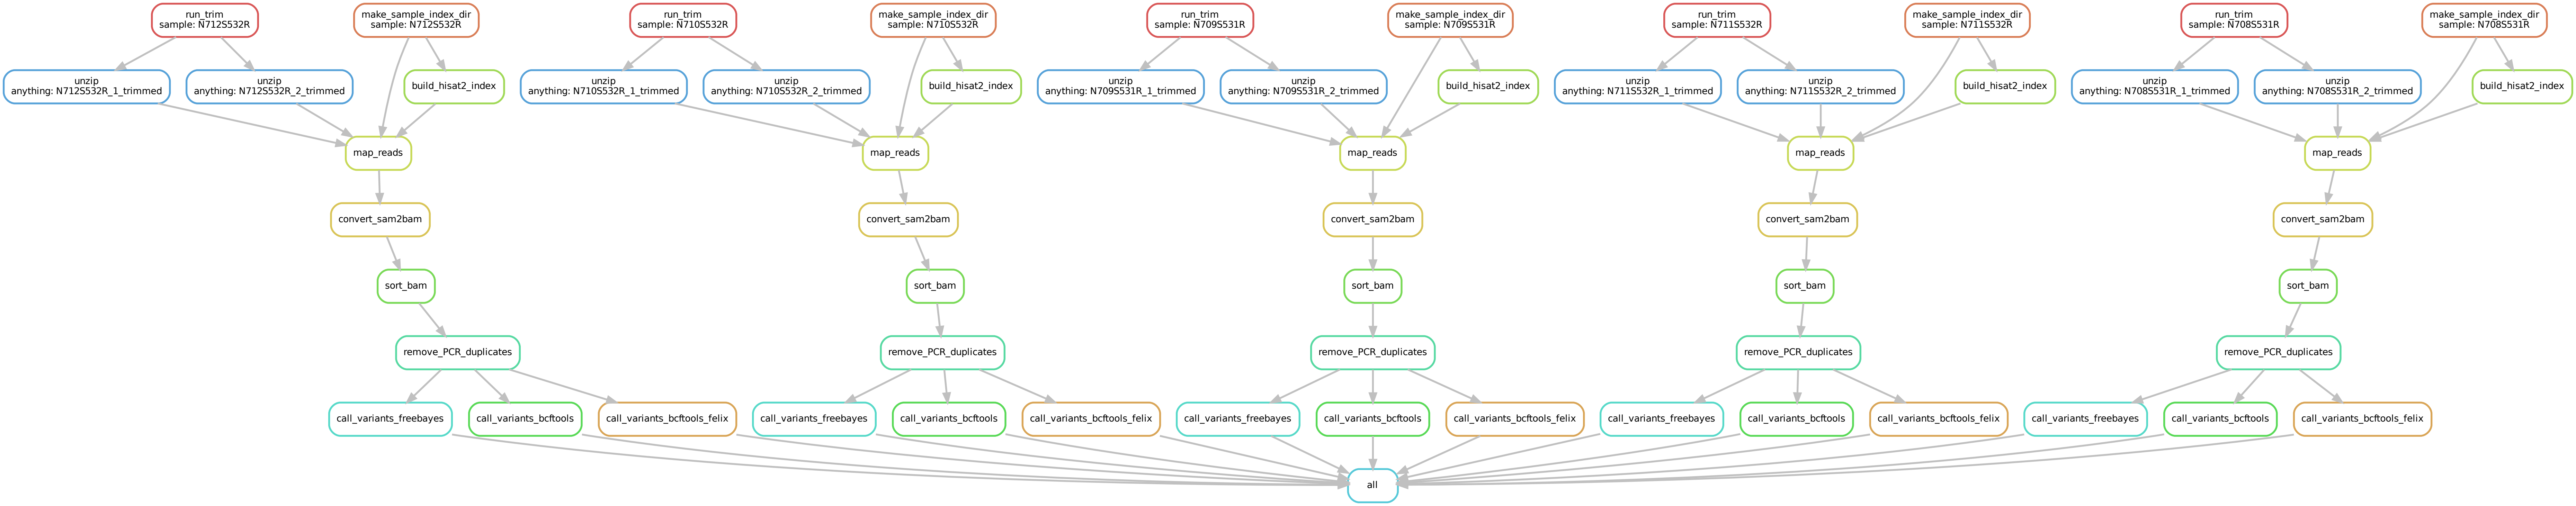 run_trim
sample: N712S532R
make_sample_index_dir
sample: N712S532R
run_trim
sample: N710S532R
make_sample_index_dir
sample: N710S532R
run_trim
sample: N709S531R
make_sample_index_dir
sample: N709S531R
run_trim
sample: N711S532R
make_sample_index_dir
sample: N711S532R
run_trim
sample: N708S531R
make_sample_index_dir
sample: N708S531R
unzip
anything: N712S532R_1_trimmed
unzip
anything: N712S532R_2_trimmed
build_hisat2_index
unzip
anything: N710S532R_1_trimmed
unzip
anything: N710S532R_2_trimmed
build_hisat2_index
unzip
anything: N709S531R_1_trimmed
unzip
anything: N709S531R_2_trimmed
build_hisat2_index
unzip
anything: N711S532R_1_trimmed
unzip
anything: N711S532R_2_trimmed
build_hisat2_index
unzip
anything: N708S531R_1_trimmed
unzip
anything: N708S531R_2_trimmed
build_hisat2_index
map_reads
map_reads
map_reads
map_reads
map_reads
convert_sam2bam
convert_sam2bam
convert_sam2bam
convert_sam2bam
convert_sam2bam
sort_bam
sort_bam
sort_bam
sort_bam
sort_bam
remove_PCR_duplicates
remove_PCR_duplicates
remove_PCR_duplicates
remove_PCR_duplicates
remove_PCR_duplicates
call_variants_freebayes
call_variants_bcftools
call_variants_bcftools_felix
call_variants_freebayes
call_variants_bcftools
call_variants_bcftools_felix
call_variants_freebayes
call_variants_bcftools
call_variants_bcftools_felix
call_variants_freebayes
call_variants_bcftools
call_variants_bcftools_felix
call_variants_freebayes
call_variants_bcftools
call_variants_bcftools_felix
all